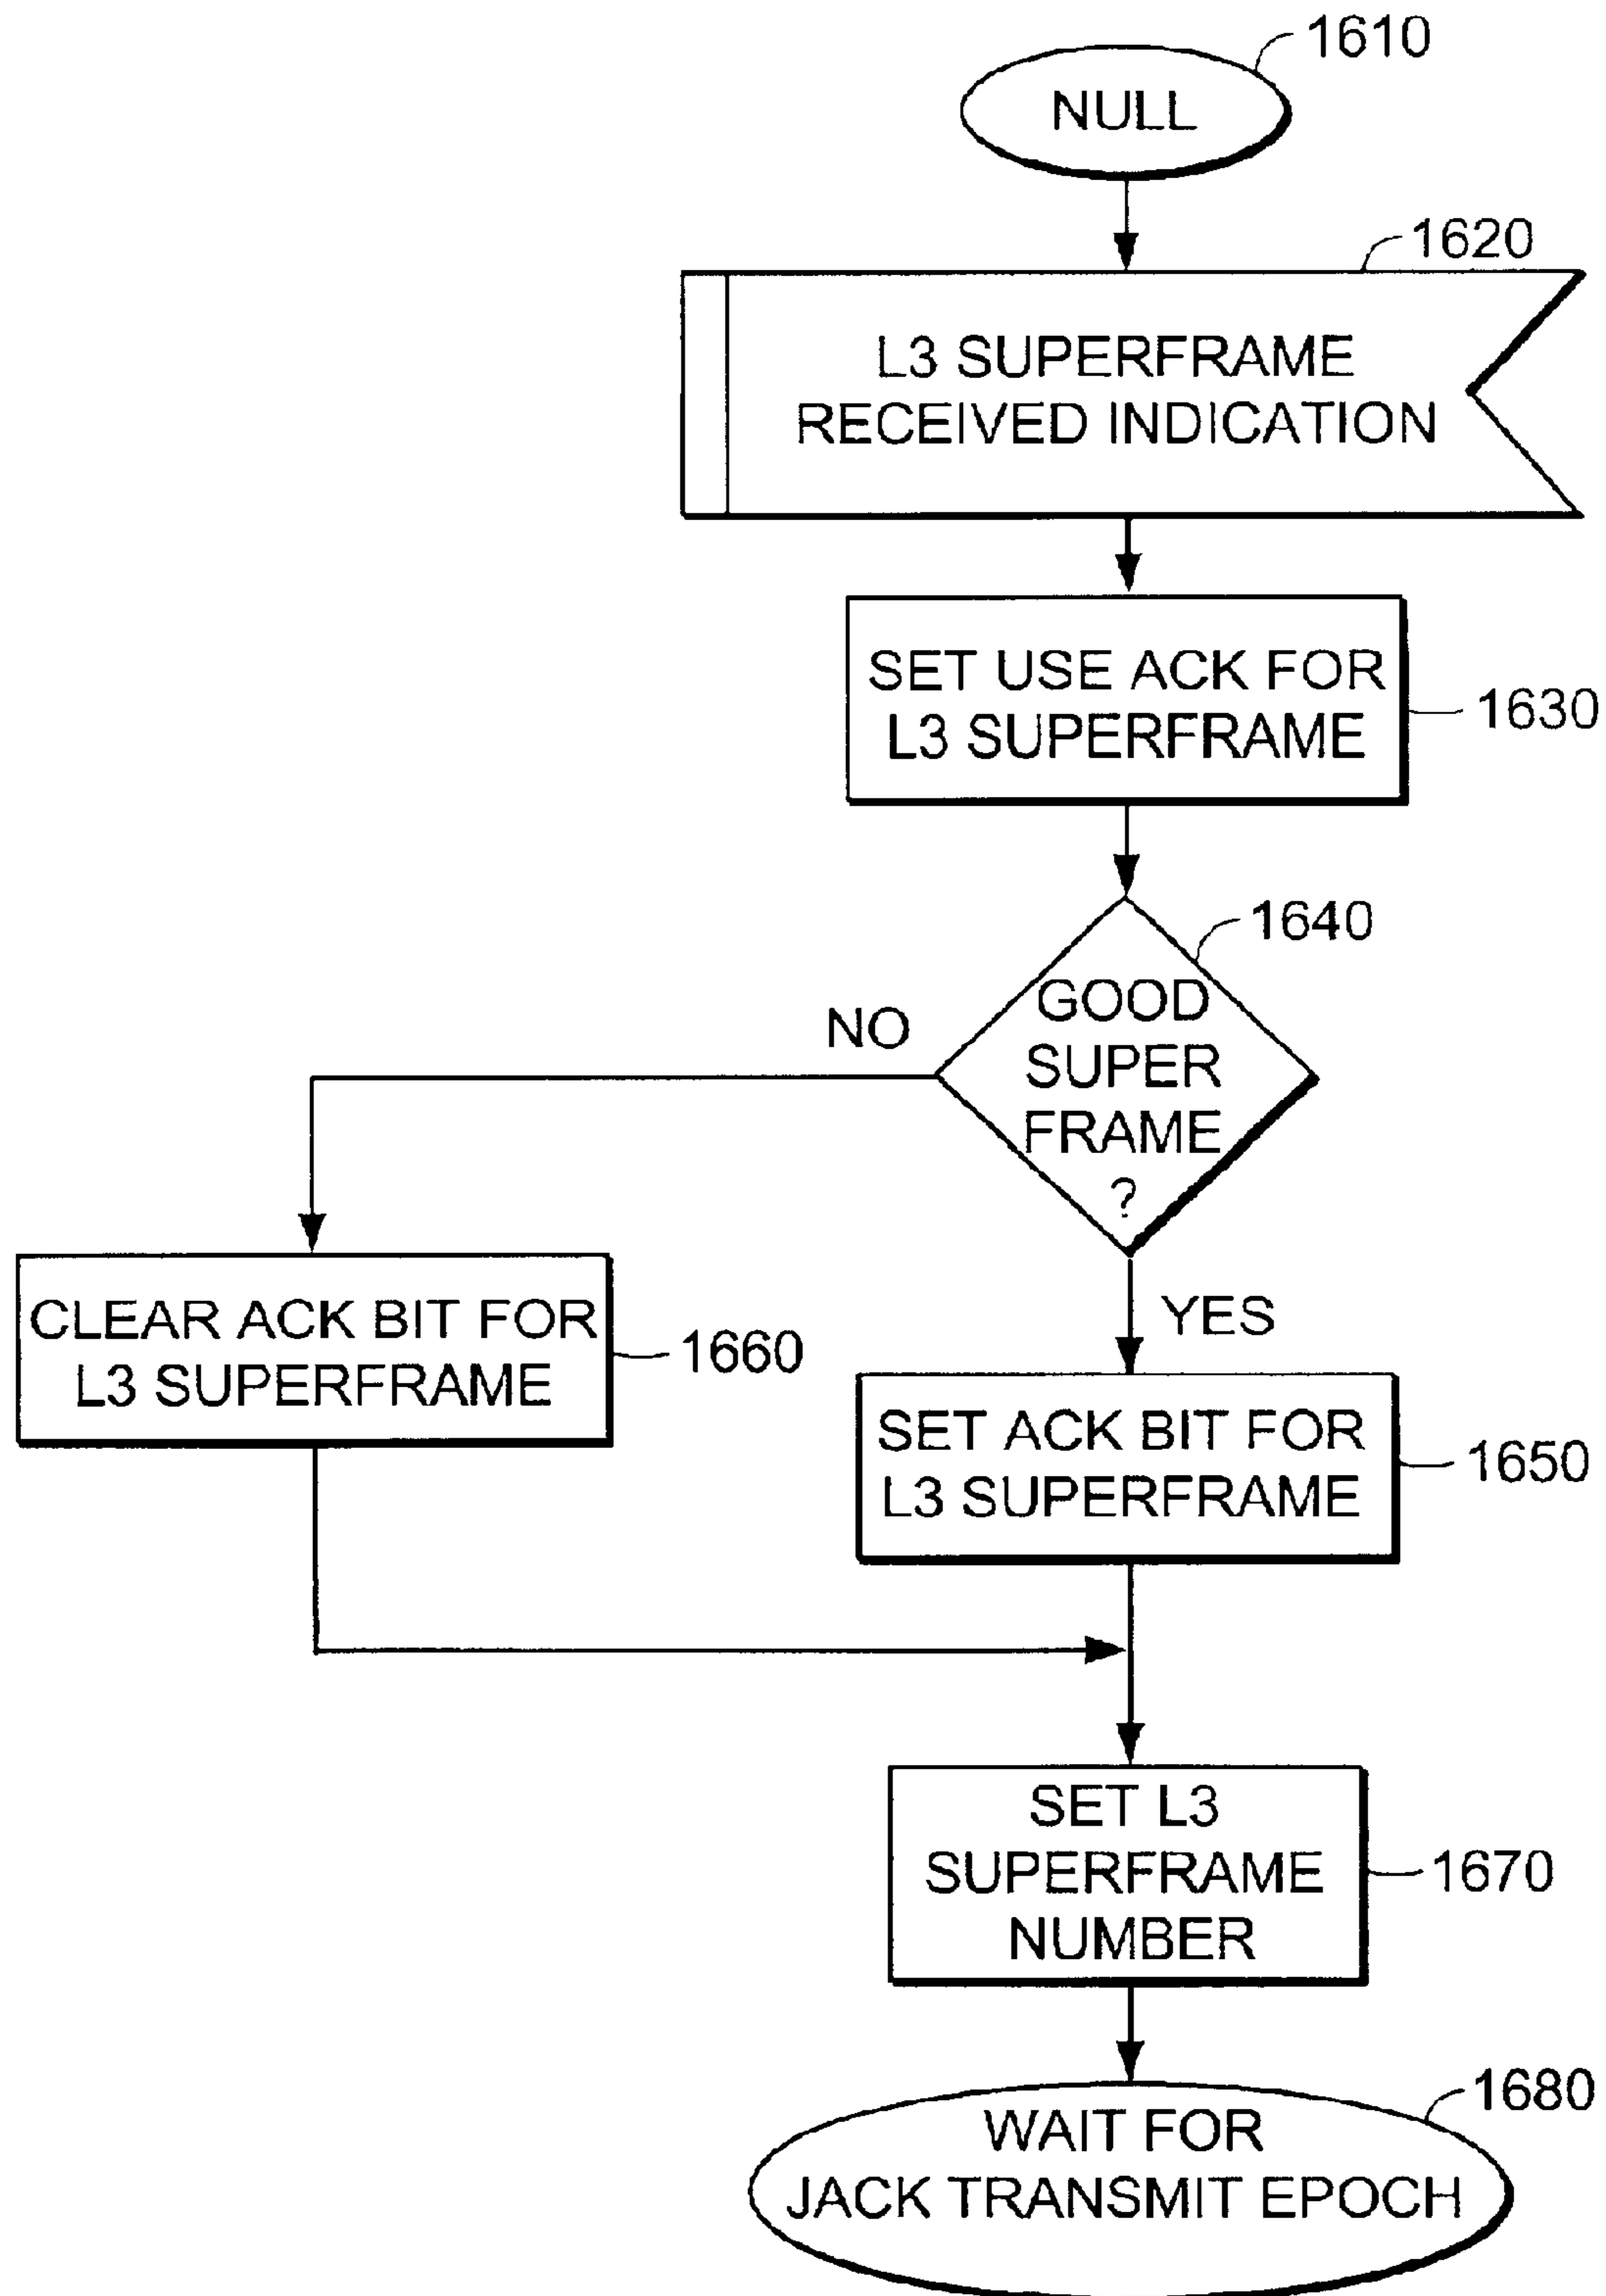 1610
NULL
1620
L3 SUPERFRAME
RECEIVED INDICATION
SET USE ACK FOR
L3 SUPERFRAME
1630
1640
GOOD
SUPER
FRAME
?
NO
YES
CLEAR ACK BIT FOR
L3 SUPERFRAME
1660
SET ACK BIT FOR
L3 SUPERFRAME
1650
SET L3
SUPERFRAME
NUMBER
1670
1680
WAIT FOR
JACK TRANSMIT EPOCH